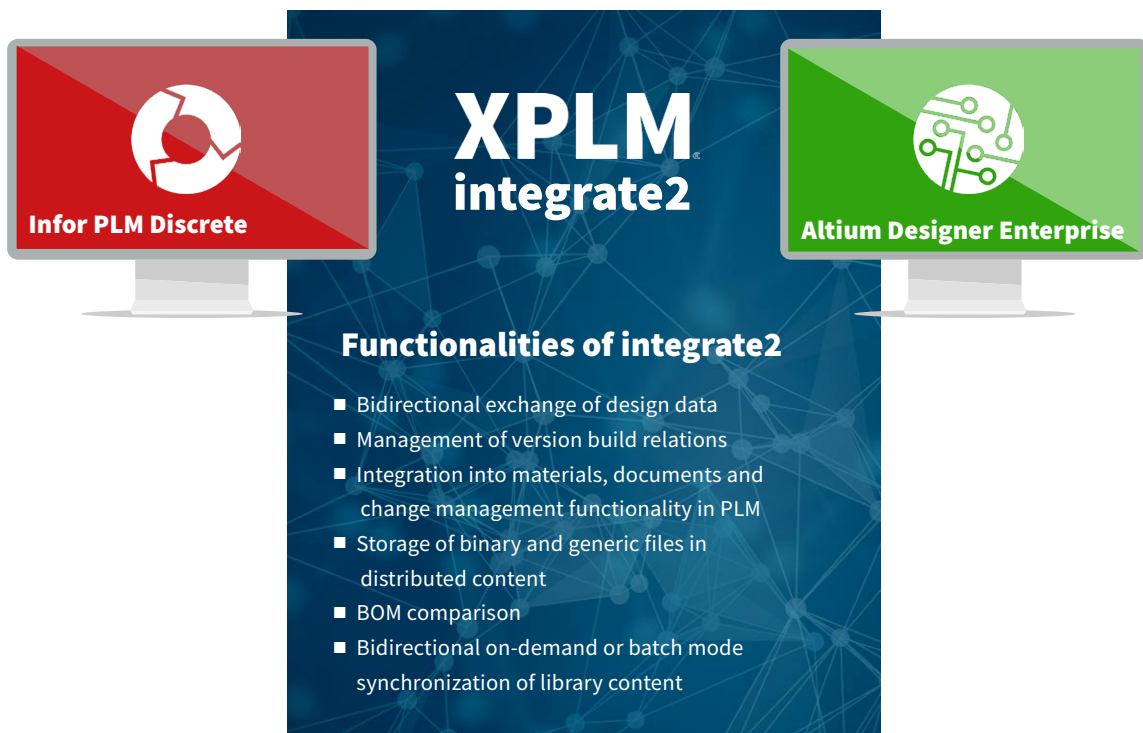 XPLM®
integrate2
Infor PLM Discrete
Altium Designer Enterprise
Functionalities of integrate2
■ Bidirectional exchange of design data
■ Management of version build relations
■ Integration into materials, documents and
change management functionality in PLM
■ Storage of binary and generic files in
distributed content
■ BOM comparison
■ Bidirectional on-demand or batch mode
synchronization of library content